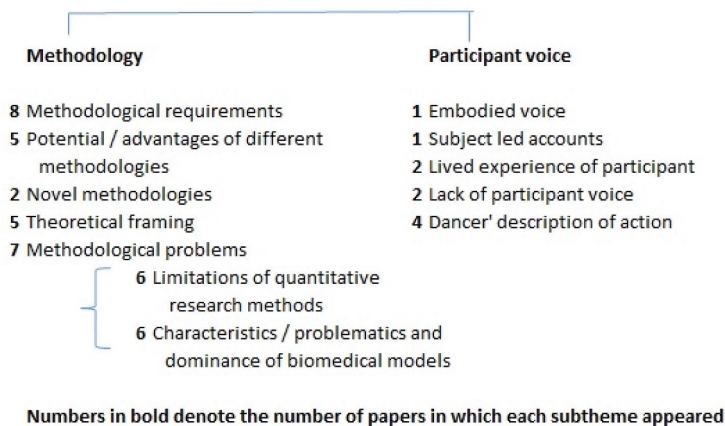 Methodology
8 Methodological requirements
5 Potential / advantages of different
methodologies
2 Novel methodologies
5 Theoretical framing
7 Methodological problems
6 Limitations of quantitative
research methods
6 Characteristics / problematics and
dominance of biomedical models
Participant voice
1 Embodied voice
1 Subject led accounts
2 Lived experience of participant
2 Lack of participant voice
4 Dancer' description of action
Numbers in bold denote the number of papers in which each subtheme appeared